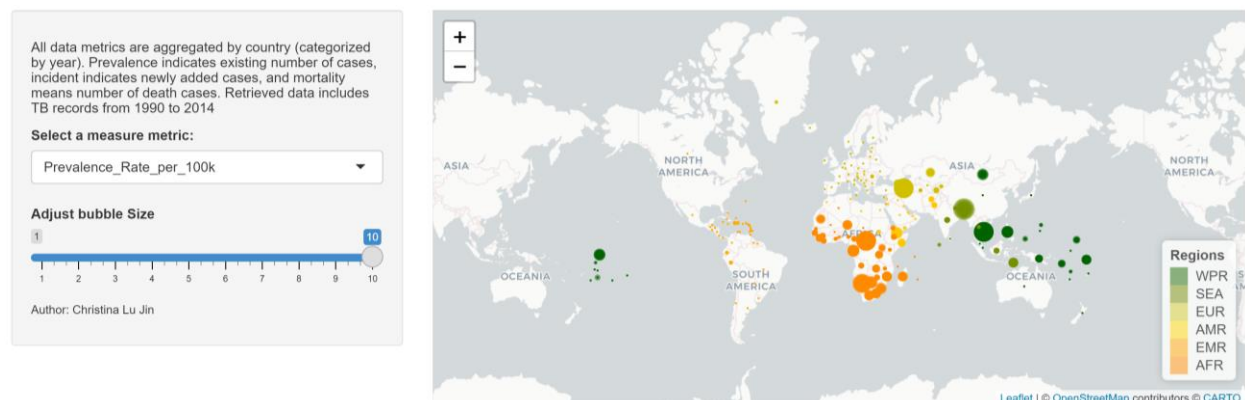 All data metrics are aggregated by country (categorized
by year). Prevalence indicates existing number of cases,
incident indicates newly added cases, and mortality
means number of death cases. Retrieved data includes
TB records from 1990 to 2014
Select a measure metric:
Prevalence_Rate_per_100k
Adjust bubble Size
1
10
1 2 3 4 5 6 7 8 9 10
Author: Christina Lu Jin
+
−
ASIA
NORTH
AMERICA
ASIA
NORTH
AMERICA
AFRICA
OCEANIA
SOUTH
AMERICA
OCEANIA
Regions
WPR
SEA
EUR
AMR
EMR
AFR
Leaflet | © OpenStreetMap contributors © CARTO